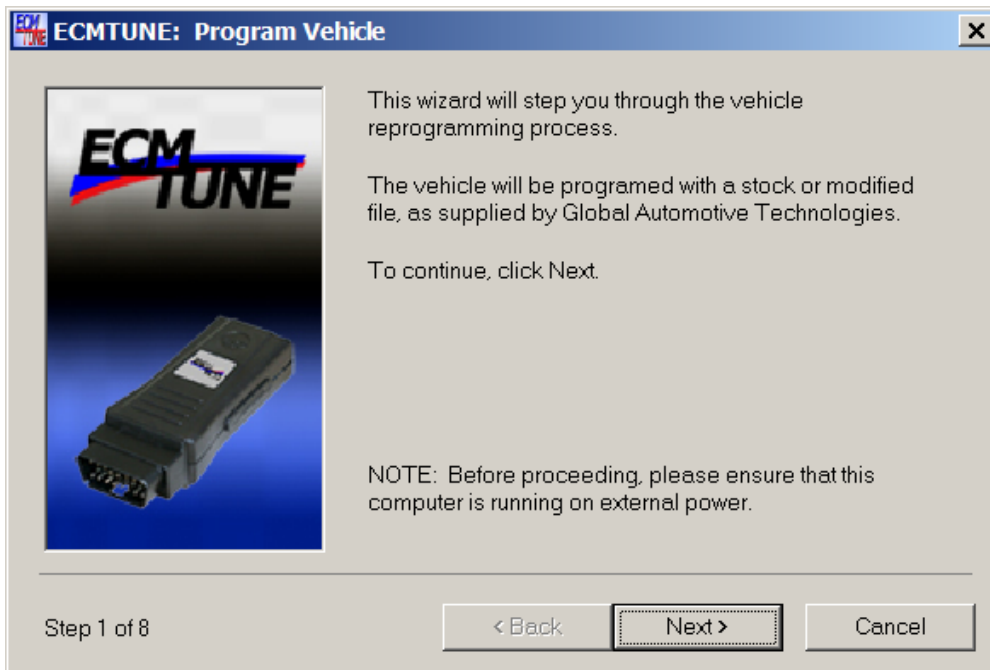 ECM
TUNE
ECMTUNE: Program Vehicle
ECM
TUNE
This wizard will step you through the vehicle
reprogramming process.
The vehicle will be programed with a stock or modified
file, as supplied by Global Automotive Technologies.
To continue, click Next.
NOTE: Before proceeding, please ensure that this
computer is running on external power.
Step 1 of 8
< Back
Next >
Cancel